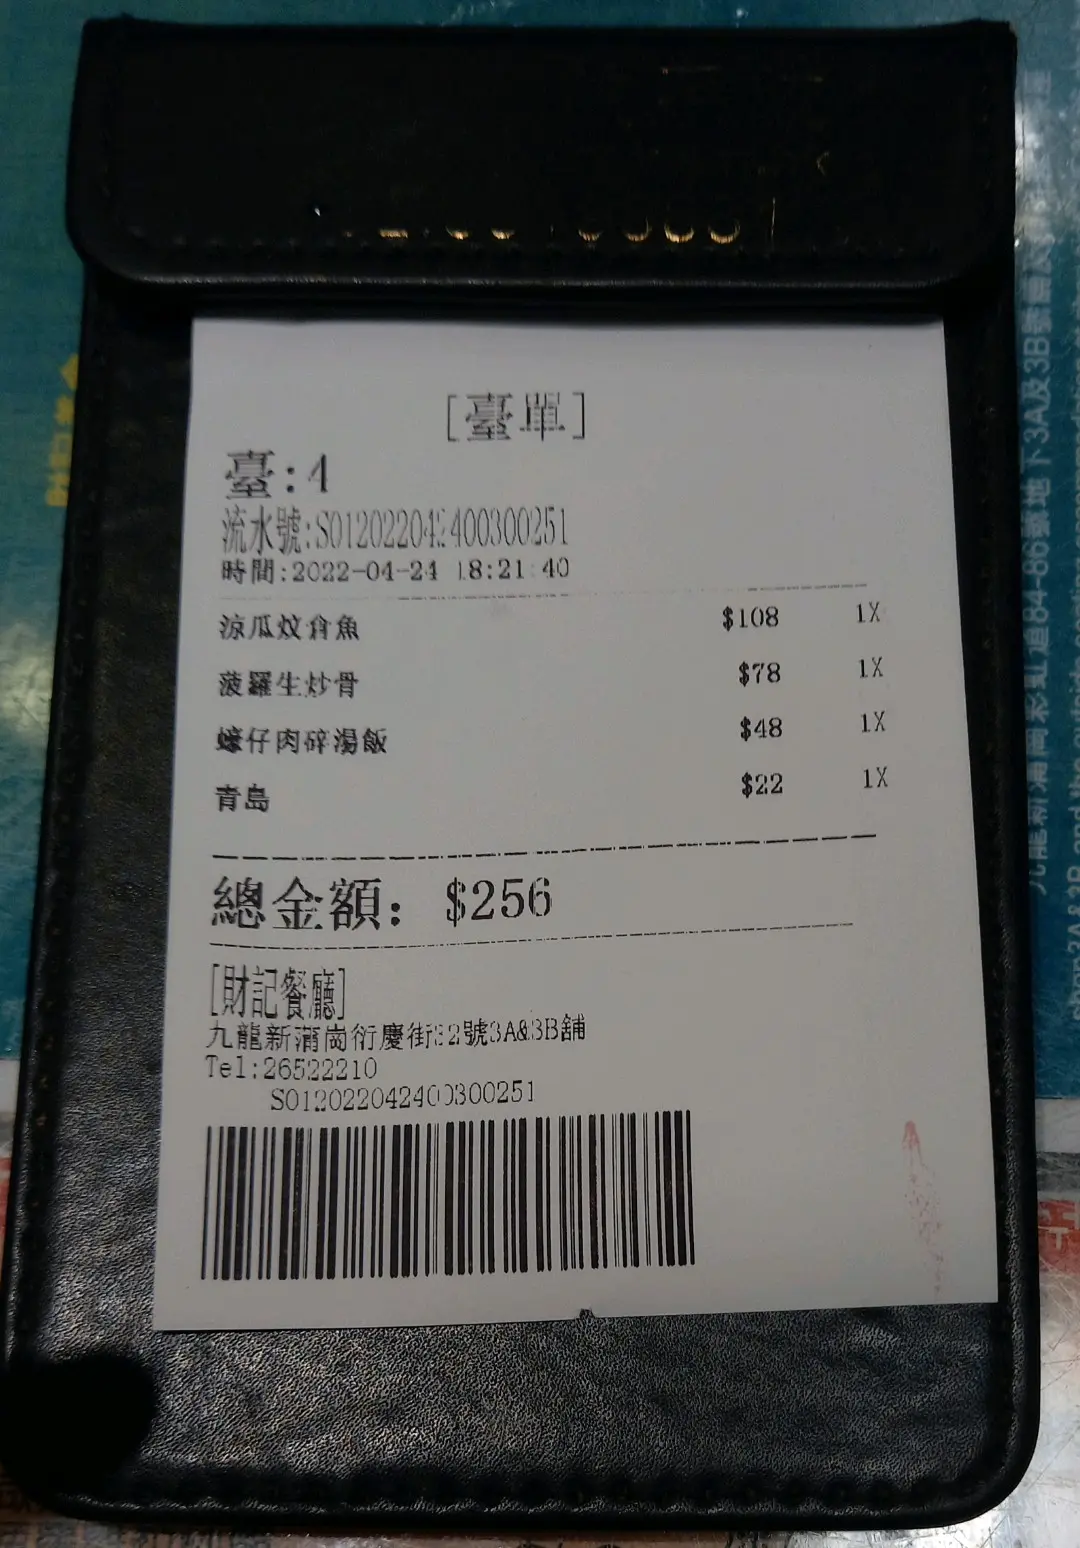 [臺單]
臺:4
流水號:S012022042400300251
時間:2022-04-24 18:21:40
涼瓜炆倉魚 $108 1X
菠蘿生炒骨 $78 1X
蠔仔肉碎湯飯 $48 1X
青島 $22 1X
總金額: $256
[財記餐廳]
九龍新蒲崗衍慶街32號3A&3B舖
Tel:26522210
S012022042400300251